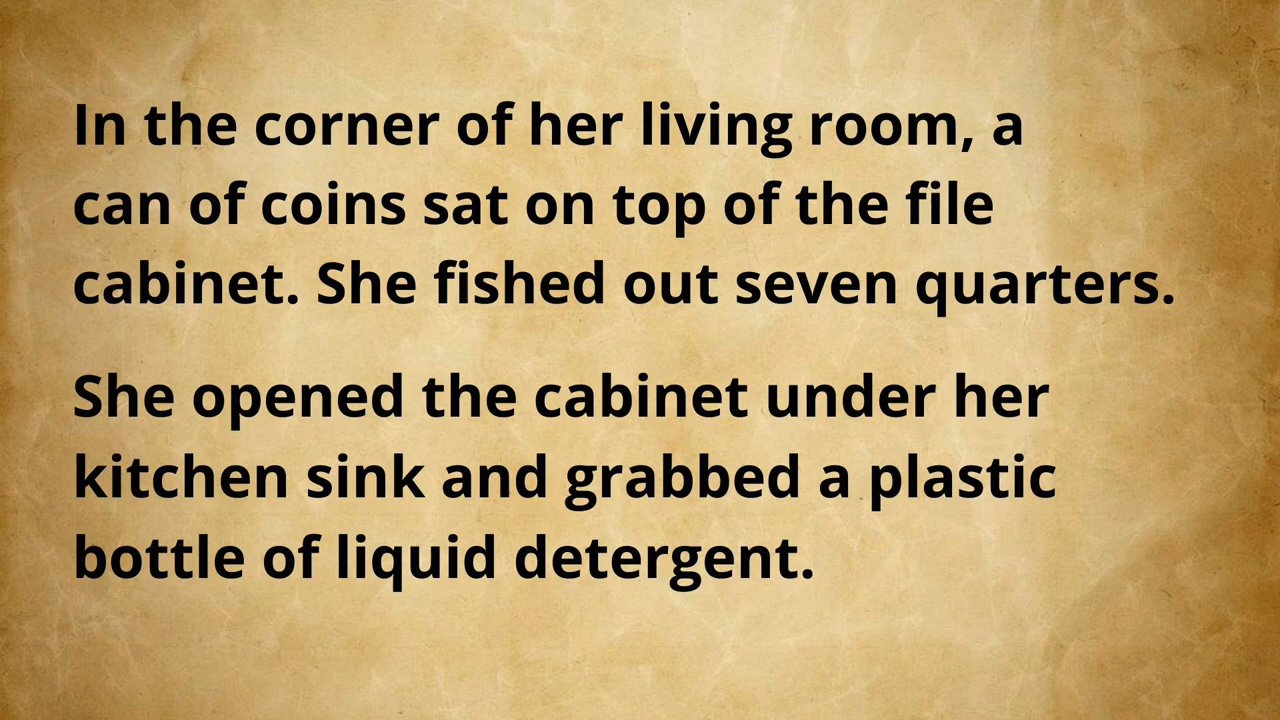 In the corner of her living room, a
can of coins sat on top of the file
cabinet. She fished out seven quarters.
She opened the cabinet under her
kitchen sink and grabbed a plastic
bottle of liquid detergent.